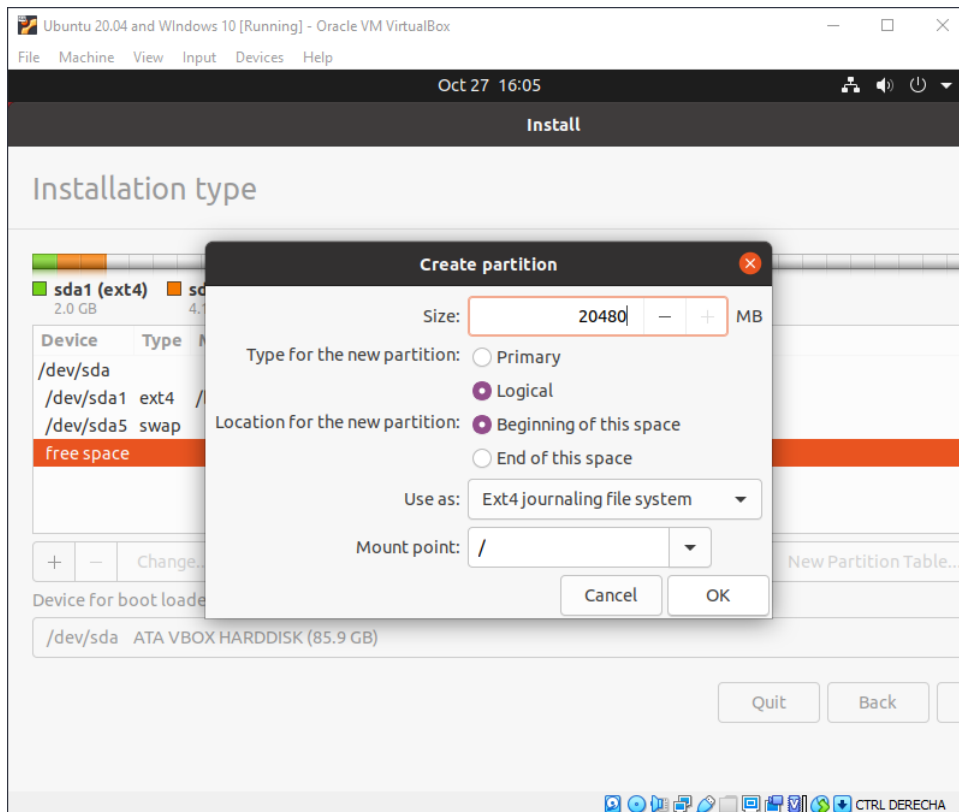 Ubuntu 20.04 and WIndows 10 [Running] - Oracle VM VirtualBox
File Machine View Input Devices Help
Oct 27 16:05
Install
Installation type
Create partition
sda1 (ext4)
2.0 GB
Size: 20480 MB
Device Type
Type for the new partition: Primary
/dev/sda
Logical
/dev/sda1 ext4
Location for the new partition: Beginning of this space
/dev/sda5 swap
free space
End of this space
Use as: Ext4 journaling file system
Mount point: /
+ - Change... New Partition Table...
Cancel OK
Device for boot loade
/dev/sda ATA VBOX HARDDISK (85.9 GB)
Quit Back
CTRL DERECHA